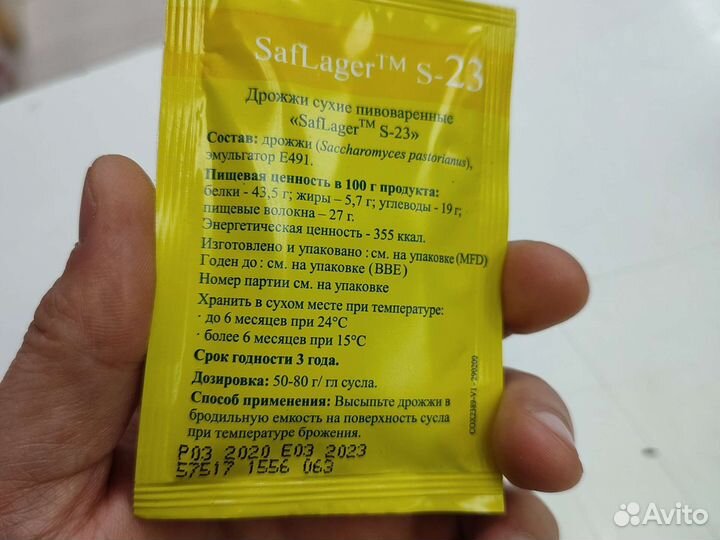 SafLager™ S-23
Дрожжи сухие пивоваренные
«SafLager™ S-23»
Состав: дрожжи (Saccharomyces pastorianus),
эмульгатор Е491.
Пищевая ценность в 100 г продукта:
белки - 43,5 г; жиры – 5,7 г; углеводы - 19 г;
пищевые волокна – 27 г.
Энергетическая ценность - 355 ккал.
Изготовлено и упаковано : см. на упаковке (MFD)
Годен до : см. на упаковке (BBE)
Номер партии см. на упаковке
Хранить в сухом месте при температуре:
· до 6 месяцев при 24°C
· более 6 месяцев при 15°C
Срок годности 3 года.
Дозировка: 50-80 г/ гл сусла.
Способ применения: Высыпьте дрожжи в
бродильную емкость на поверхность сусла
при температуре брожения.
P03 2020 E03 2023
57517 1556 063
COX2389-V1 - 290209
Avito